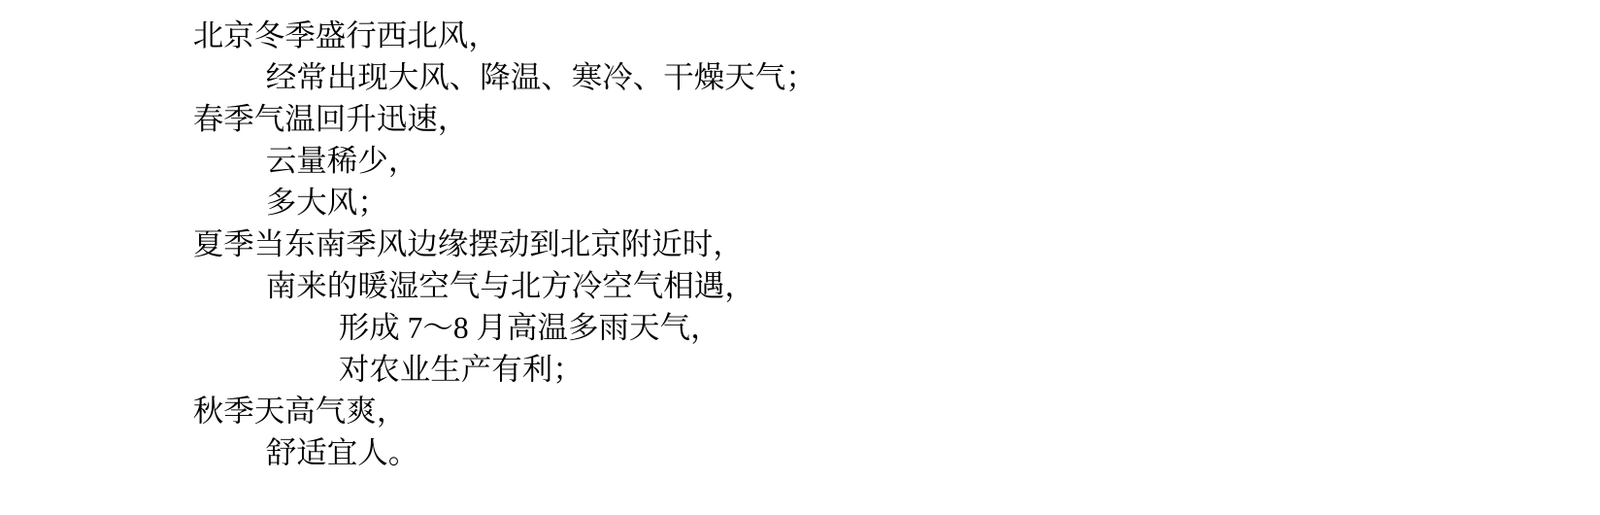 北京冬季盛行西北风，
经常出现大风、降温、寒冷、干燥天气；
春季气温回升迅速，
云量稀少，
多大风；
夏季当东南季风边缘摆动到北京附近时，
南来的暖湿空气与北方冷空气相遇，
形成 7～8 月高温多雨天气，
对农业生产有利；
秋季天高气爽，
舒适宜人。